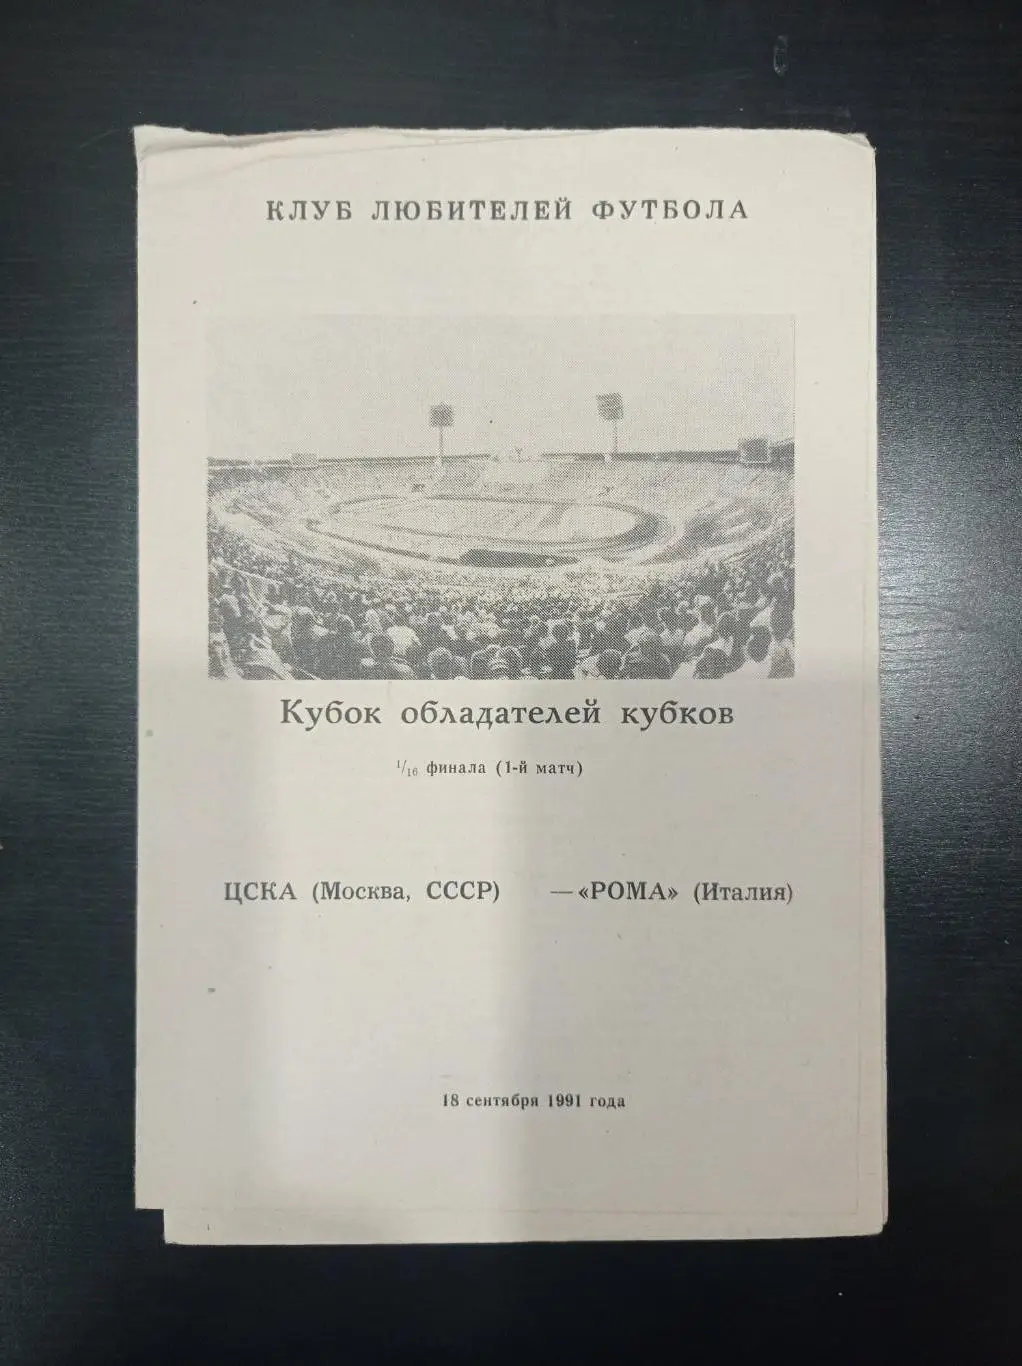 КЛУБ ЛЮБИТЕЛЕЙ ФУТБОЛА
Кубок обладателей кубков
1/16 финала (1-й матч)
ЦСКА (Москва, СССР) — «РОМА» (Италия)
18 сентября 1991 года